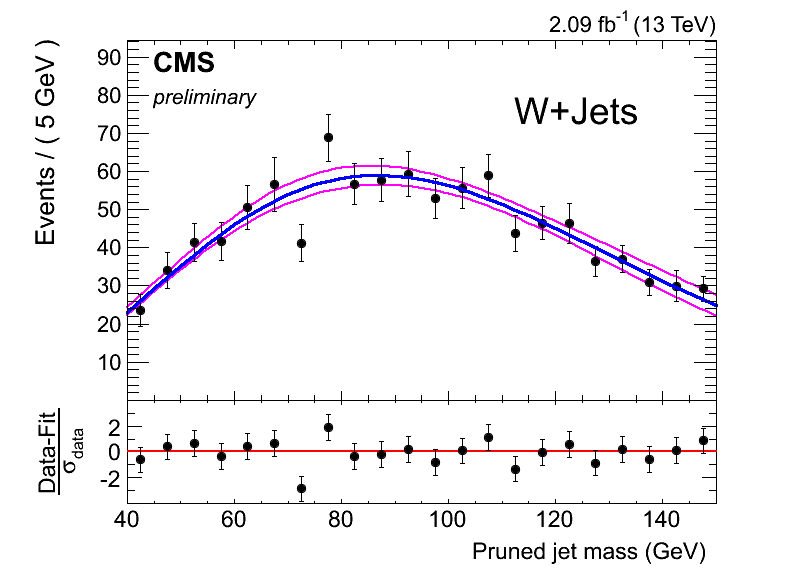 2.09 fb-1 (13 TeV)
CMS
preliminary
W+Jets
Events / ( 5 GeV )
90
80
70
60
50
40
30
20
10
Data-Fit
σdata
2
0
-2
40 60 80 100 120 140
Pruned jet mass (GeV)